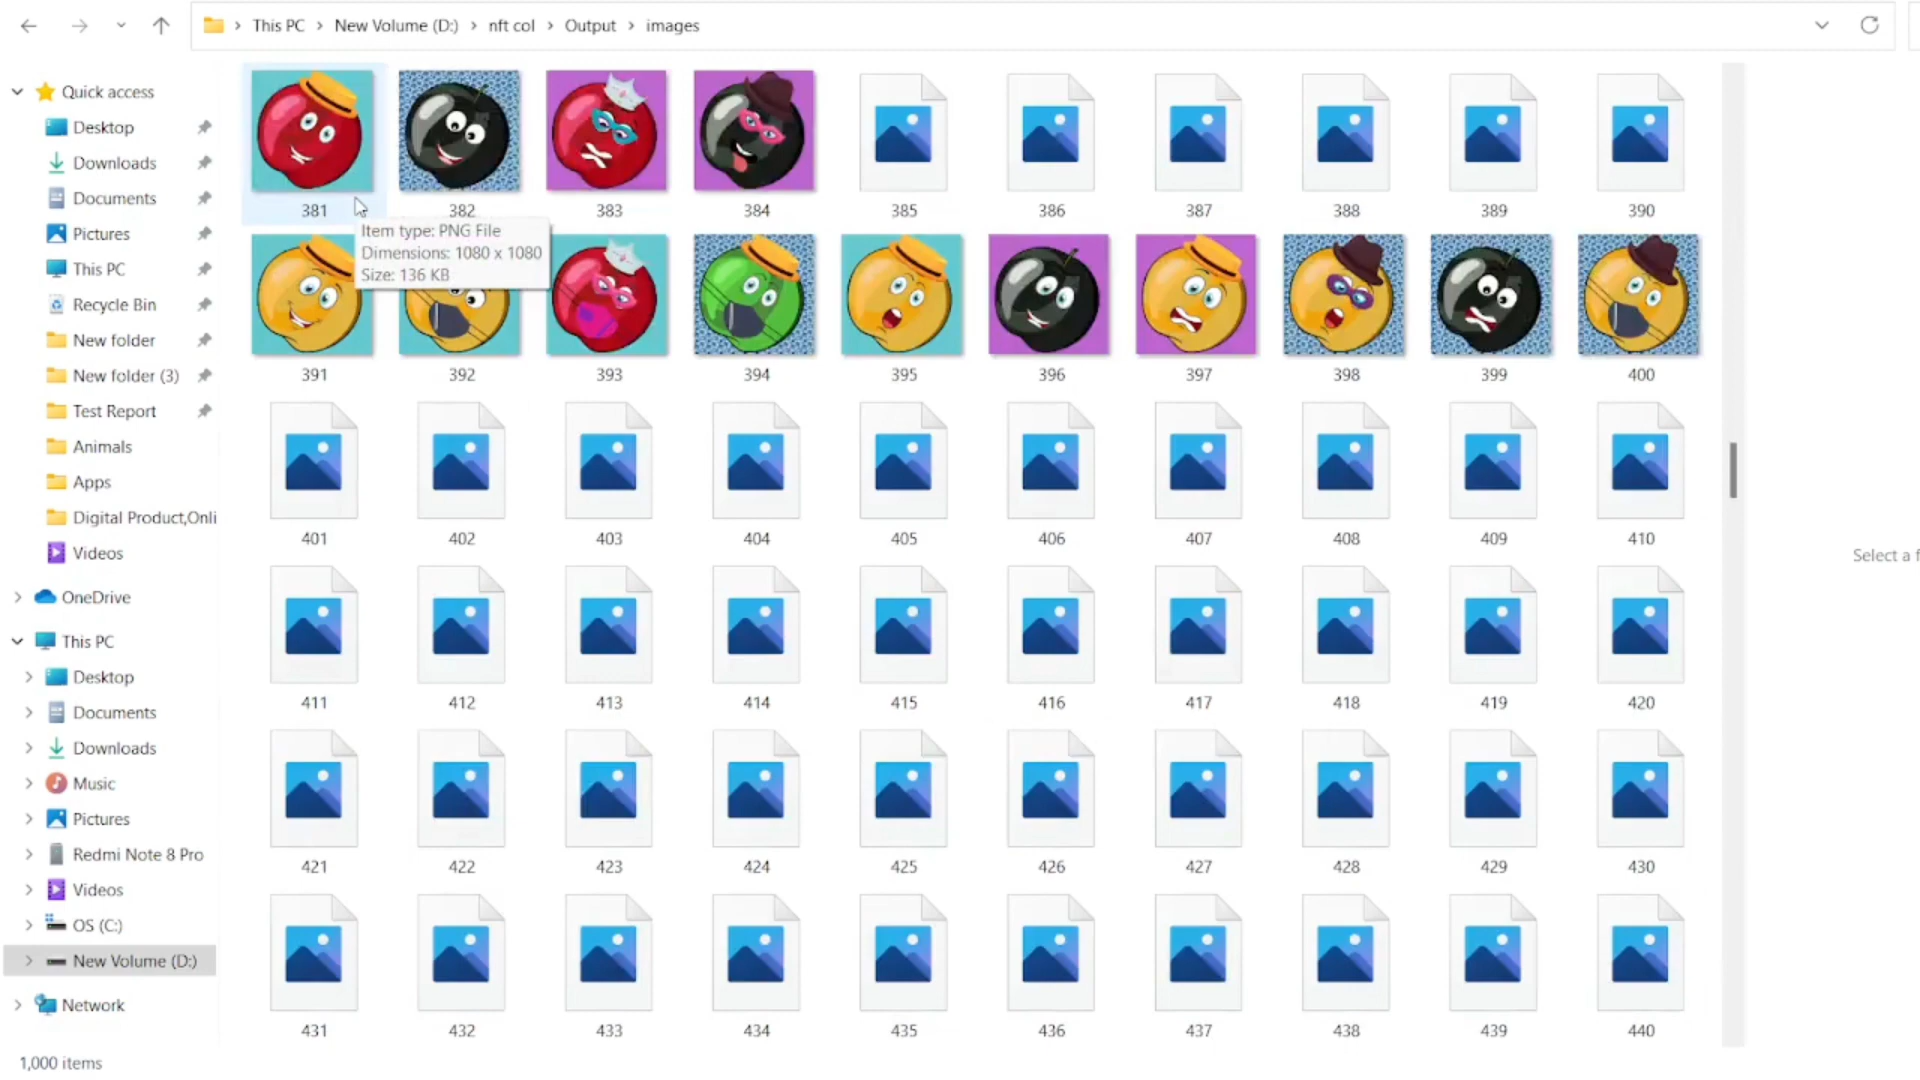 This PC > New Volume (D:) > nft col > Output > images
Quick access
Desktop
Downloads
Documents
Pictures
This PC
Recycle Bin
New folder
New folder (3)
Test Report
Animals
Apps
Digital Product,Onli
Videos
OneDrive
This PC
Desktop
Documents
Downloads
Music
Pictures
Redmi Note 8 Pro
Videos
OS (C:)
New Volume (D:)
Network
1,000 items
381 382 383 384 385 386 387 388 389 390
Item type: PNG File
Dimensions: 1080 x 1080
Size: 136 KB
391 392 393 394 395 396 397 398 399 400
401 402 403 404 405 406 407 408 409 410
411 412 413 414 415 416 417 418 419 420
421 422 423 424 425 426 427 428 429 430
431 432 433 434 435 436 437 438 439 440
Select a f